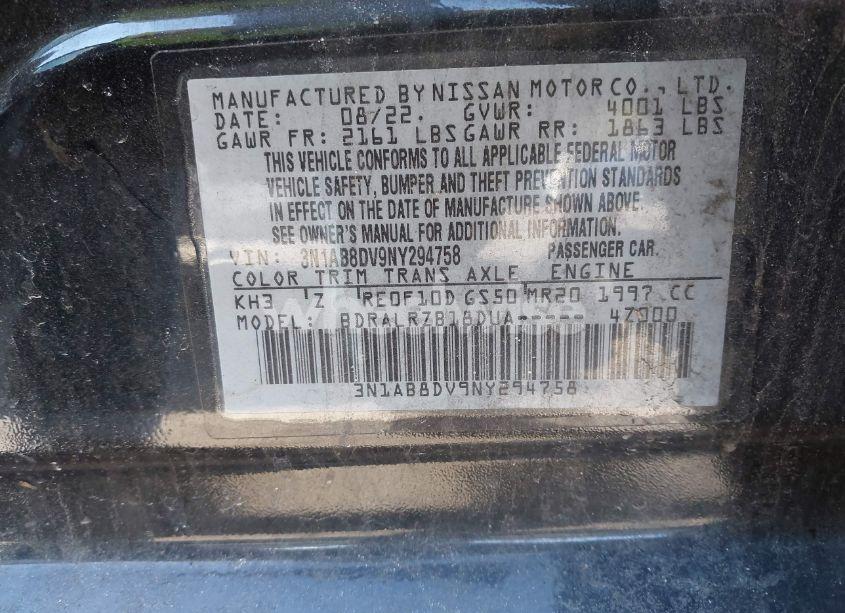 MANUFACTURED BY NISSAN MOTOR CO., LTD.
DATE: 08/22. GVWR: 4001 LBS
GAWR FR: 2161 LBS GAWR RR: 1863 LBS
THIS VEHICLE CONFORMS TO ALL APPLICABLE FEDERAL MOTOR
VEHICLE SAFETY, BUMPER AND THEFT PREVENTION STANDARDS
IN EFFECT ON THE DATE OF MANUFACTURE SHOWN ABOVE.
SEE OWNER'S MANUAL FOR ADDITIONAL INFORMATION.
VIN: 3N1AB8DV9NY294758 PASSENGER CAR.
COLOR TRIM TRANS AXLE ENGINE
KH3 Z RE0F10D GS50 MR20 1997 CC
MODEL: BDRALRZB18DUA----- 4Z000
3N1AB8DV9NY294758